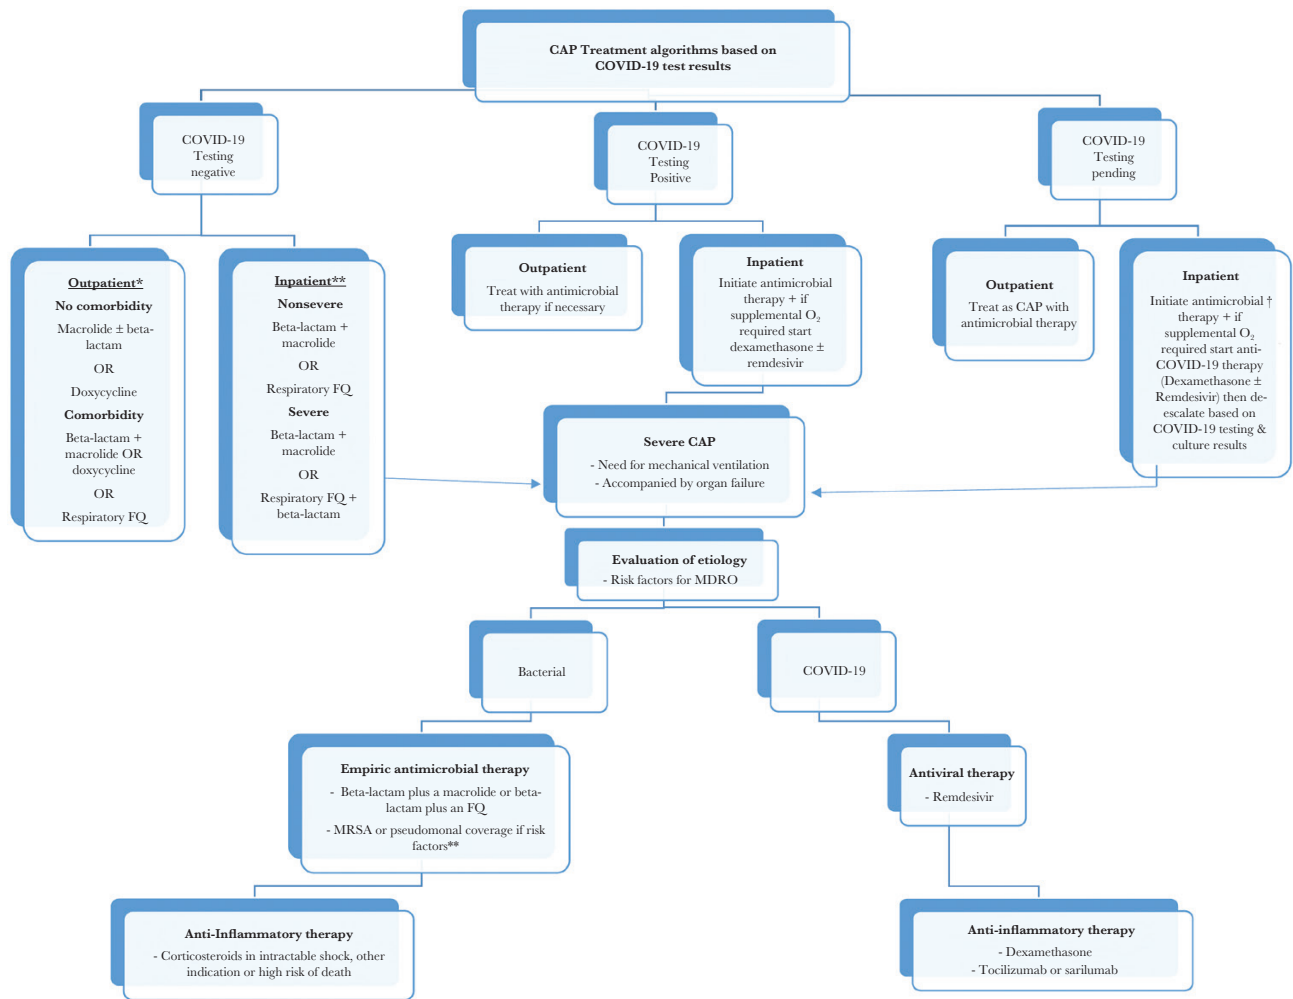 CAP Treatment algorithms based on
COVID-19 test results
COVID-19
Testing
negative
COVID-19
Testing
Positive
COVID-19
Testing
pending
Outpatient*
No comorbidity
Macrolide ± beta-
lactam
OR
Doxycycline
Comorbidity
Beta-lactam +
macrolide OR
doxycycline
OR
Respiratory FQ
Inpatient**
Nonsevere
Beta-lactam +
macrolide
OR
Respiratory FQ
Severe
Beta-lactam +
macrolide
OR
Respiratory FQ +
beta-lactam
Outpatient
Treat with antimicrobial
therapy if necessary
Inpatient
Initiate antimicrobial
therapy + if
supplemental O₂
required start
dexamethasone ±
remdesivir
Outpatient
Treat as CAP with
antimicrobial therapy
Inpatient
Initiate antimicrobial †
therapy + if
supplemental O₂
required start anti-
COVID-19 therapy
(Dexamethasone ±
Remdesivir) then de-
escalate based on
COVID-19 testing &
culture results
Severe CAP
- Need for mechanical ventilation
- Accompanied by organ failure
Evaluation of etiology
- Risk factors for MDRO
Bacterial
COVID-19
Empiric antimicrobial therapy
- Beta-lactam plus a macrolide or beta-
lactam plus an FQ
- MRSA or pseudomonal coverage if risk
factors**
Antiviral therapy
- Remdesivir
Anti-Inflammatory therapy
- Corticosteroids in intractable shock, other
indication or high risk of death
Anti-inflammatory therapy
- Dexamethasone
- Tocilizumab or sarilumab